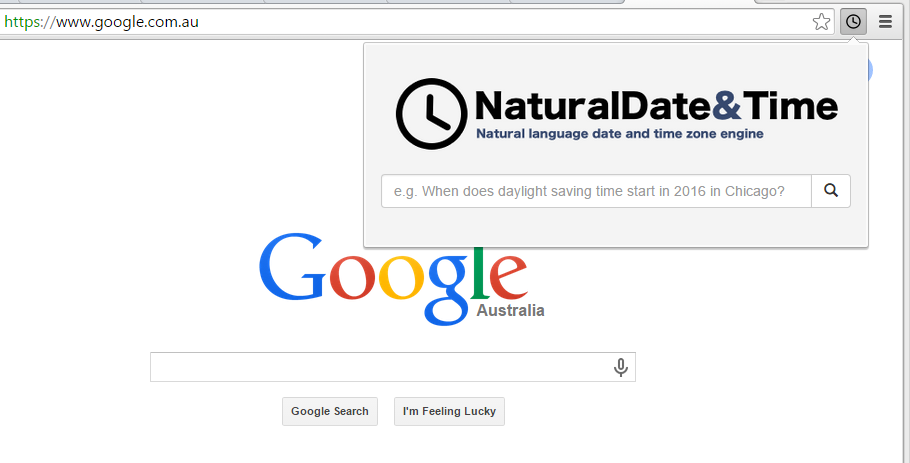 https://www.google.com.au
NaturalDate&Time
Natural language date and time zone engine
e.g. When does daylight saving time start in 2016 in Chicago?
Google
Australia
Google Search
I'm Feeling Lucky